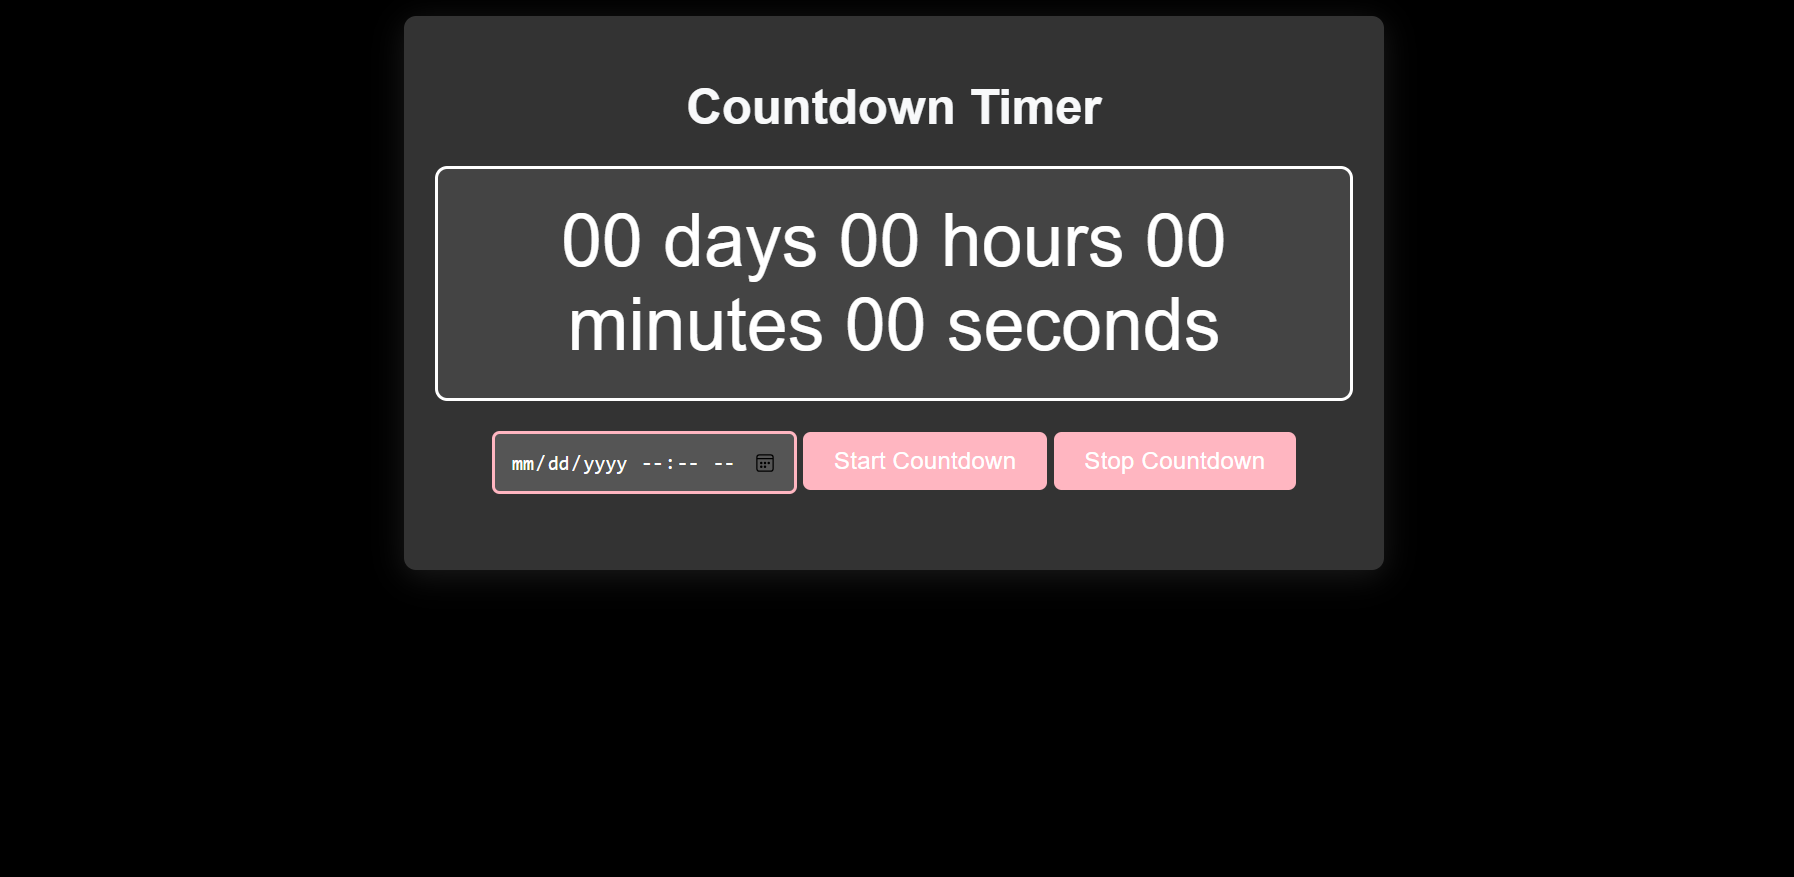 Countdown Timer
00 days 00 hours 00
minutes 00 seconds
mm/dd/yyyy --:-- -- Start Countdown Stop Countdown